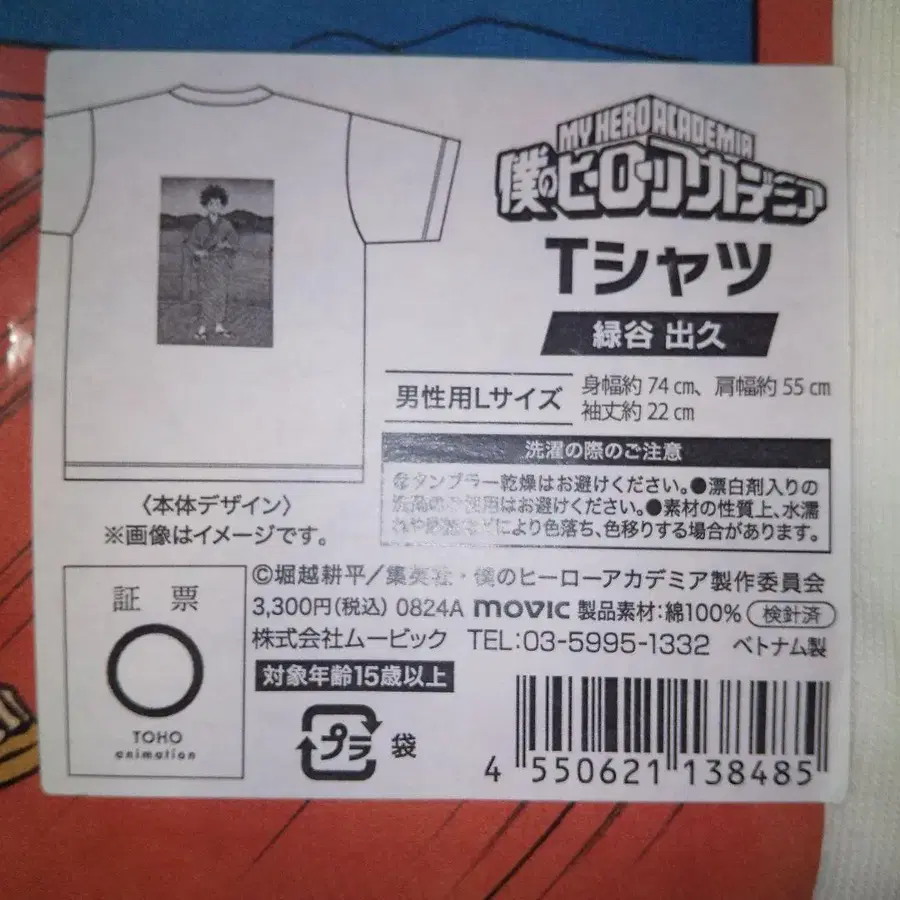 MY HERO ACADEMIA
僕のヒーローアカデミア
Tシャツ
緑谷 出久
男性用Lサイズ
身幅約 74 cm、肩幅約 55 cm
袖丈約 22 cm
洗濯の際のご注意
タンブラー乾燥はお避けください。●漂白剤入りの
洗剤のご使用はお避けください。●素材の性質上、水濡
れや摩擦などにより色落ち、色移りする場合があります。
〈本体デザイン〉
※画像はイメージです。
©堀越耕平/集英社・僕のヒーローアカデミア製作委員会
3,300円(税込) 0824A movic 製品素材:綿100% 検針済
株式会社ムービック TEL:03-5995-1332 ベトナム製
対象年齢15歳以上
証 票
TOHO
animation
プラ 袋
4 550621 138485